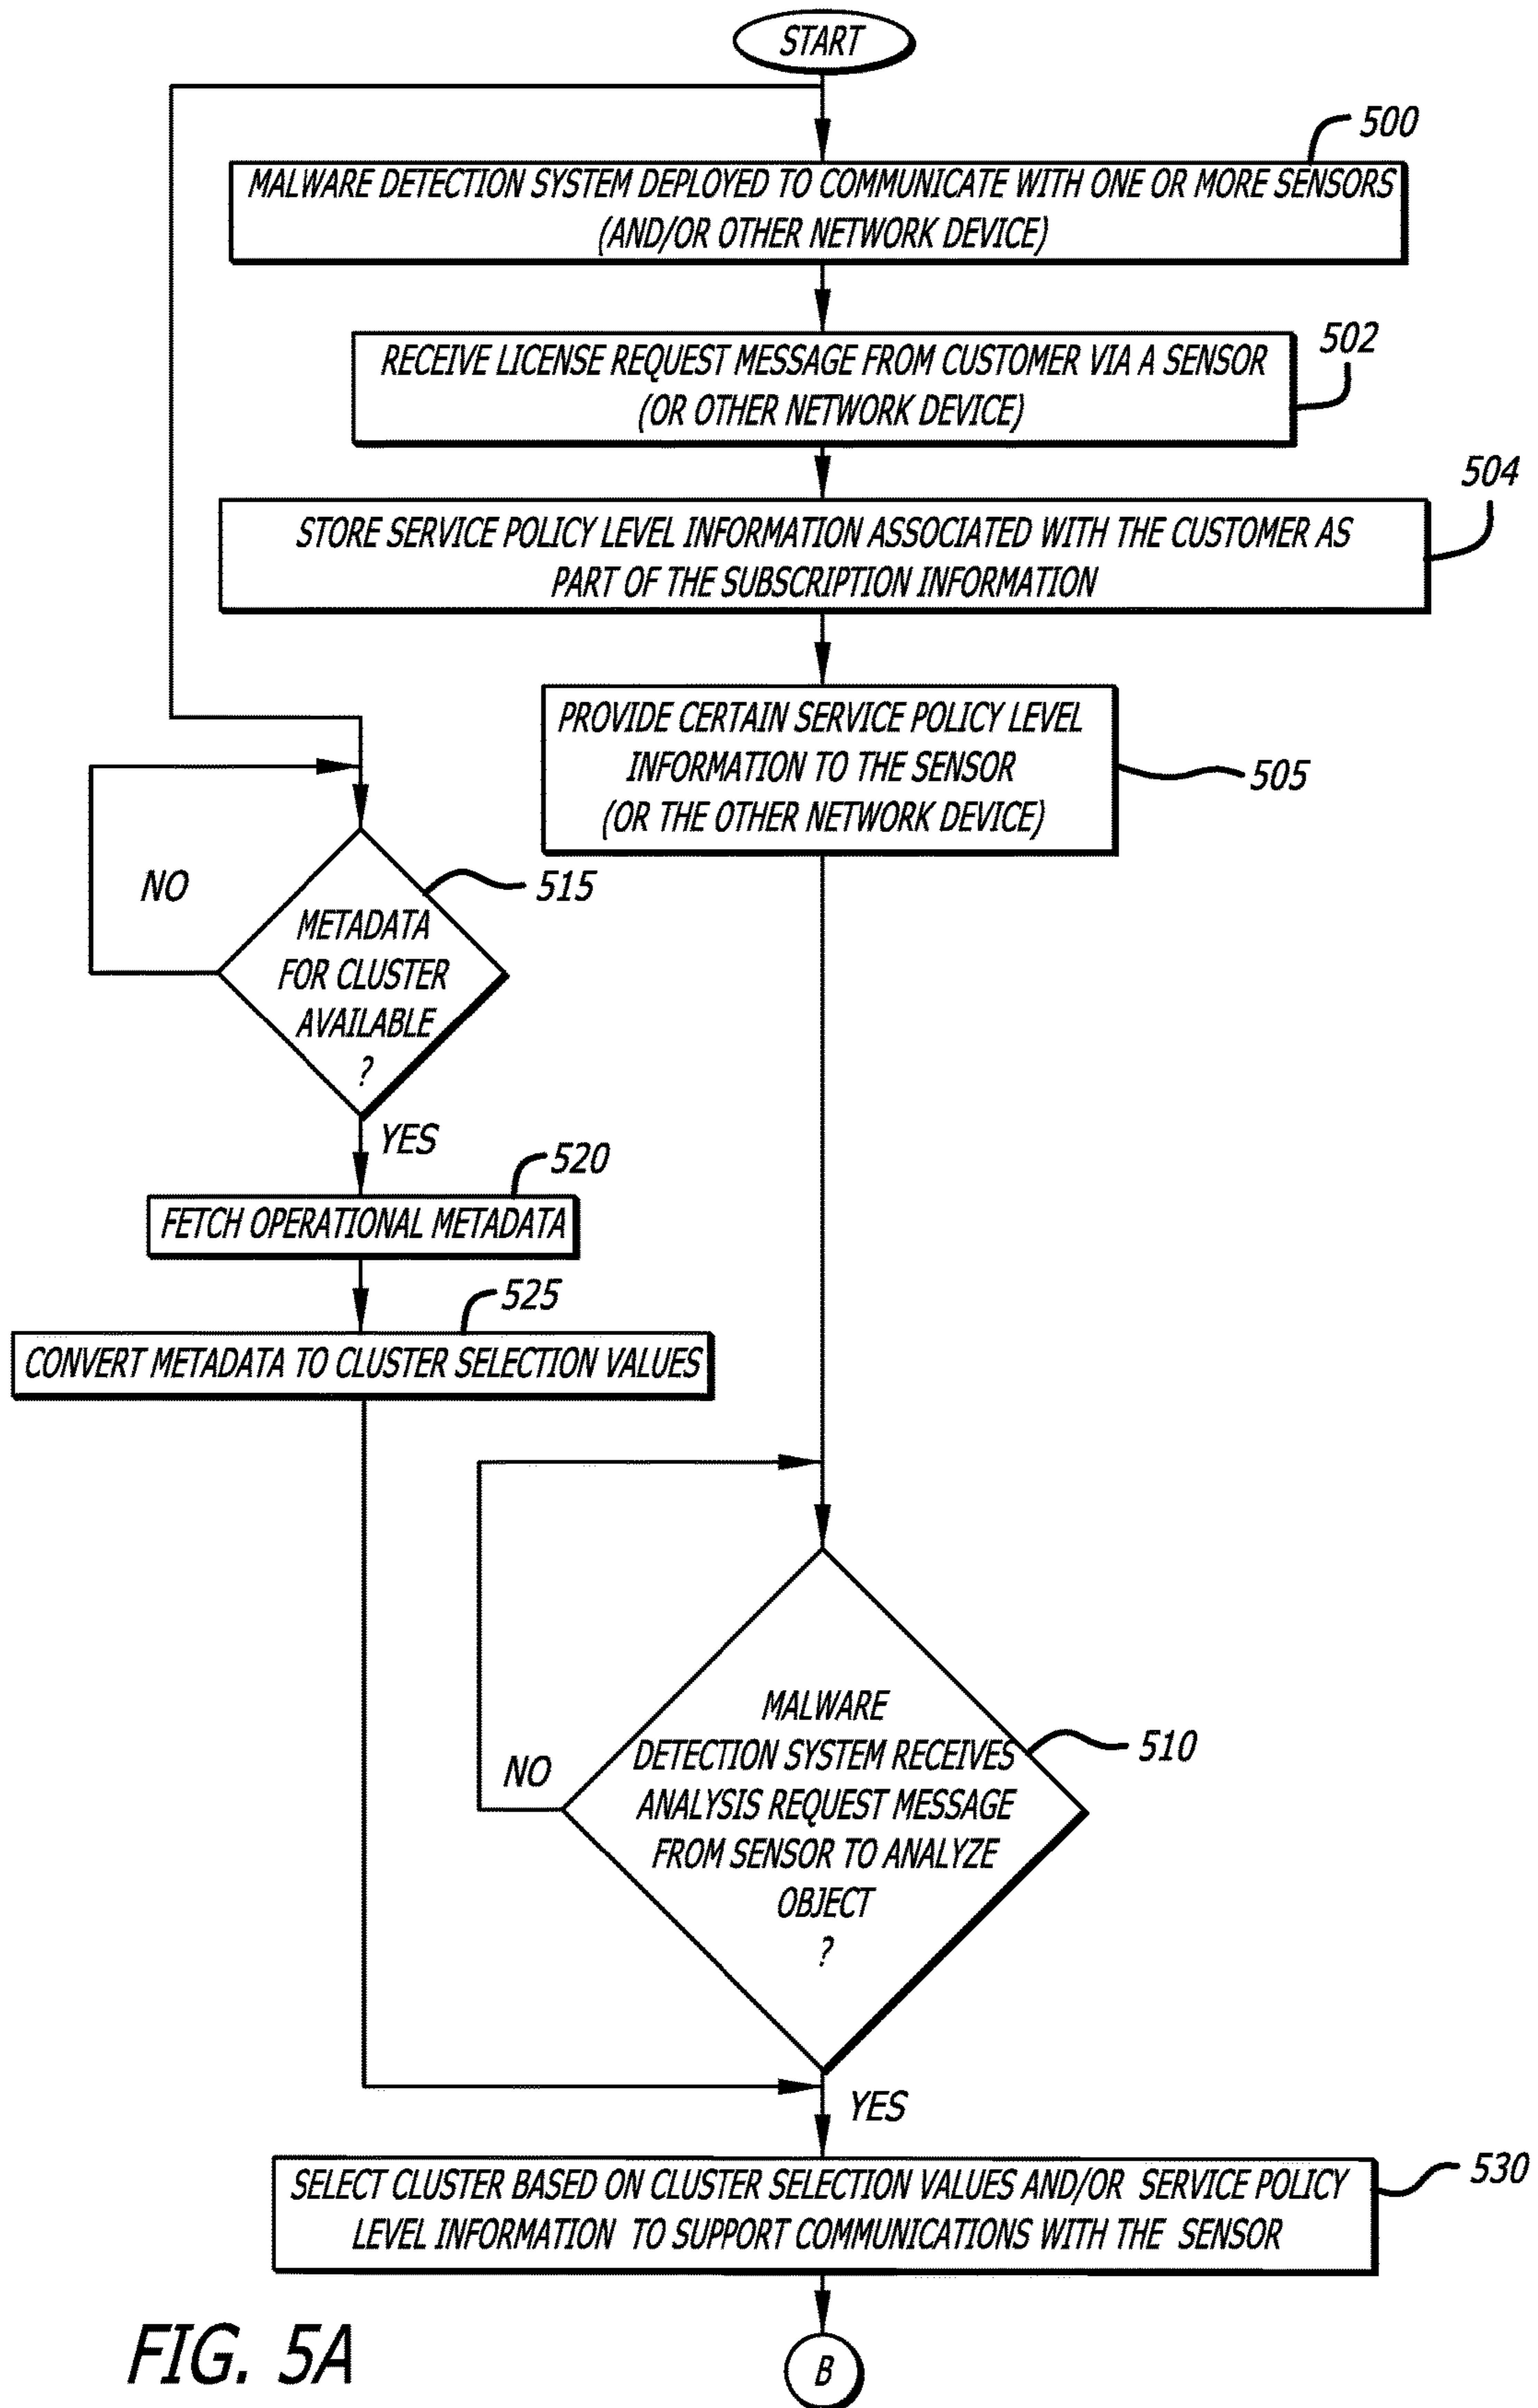 START
500
MALWARE DETECTION SYSTEM DEPLOYED TO COMMUNICATE WITH ONE OR MORE SENSORS
(AND/OR OTHER NETWORK DEVICE)
502
RECEIVE LICENSE REQUEST MESSAGE FROM CUSTOMER VIA A SENSOR
(OR OTHER NETWORK DEVICE)
504
STORE SERVICE POLICY LEVEL INFORMATION ASSOCIATED WITH THE CUSTOMER AS
PART OF THE SUBSCRIPTION INFORMATION
PROVIDE CERTAIN SERVICE POLICY LEVEL
INFORMATION TO THE SENSOR
(OR THE OTHER NETWORK DEVICE)
505
NO
515
METADATA
FOR CLUSTER
AVAILABLE
?
YES
520
FETCH OPERATIONAL METADATA
525
CONVERT METADATA TO CLUSTER SELECTION VALUES
NO
MALWARE
DETECTION SYSTEM RECEIVES
ANALYSIS REQUEST MESSAGE
FROM SENSOR TO ANALYZE
OBJECT
?
510
YES
530
SELECT CLUSTER BASED ON CLUSTER SELECTION VALUES AND/OR SERVICE POLICY
LEVEL INFORMATION TO SUPPORT COMMUNICATIONS WITH THE SENSOR
B
FIG. 5A